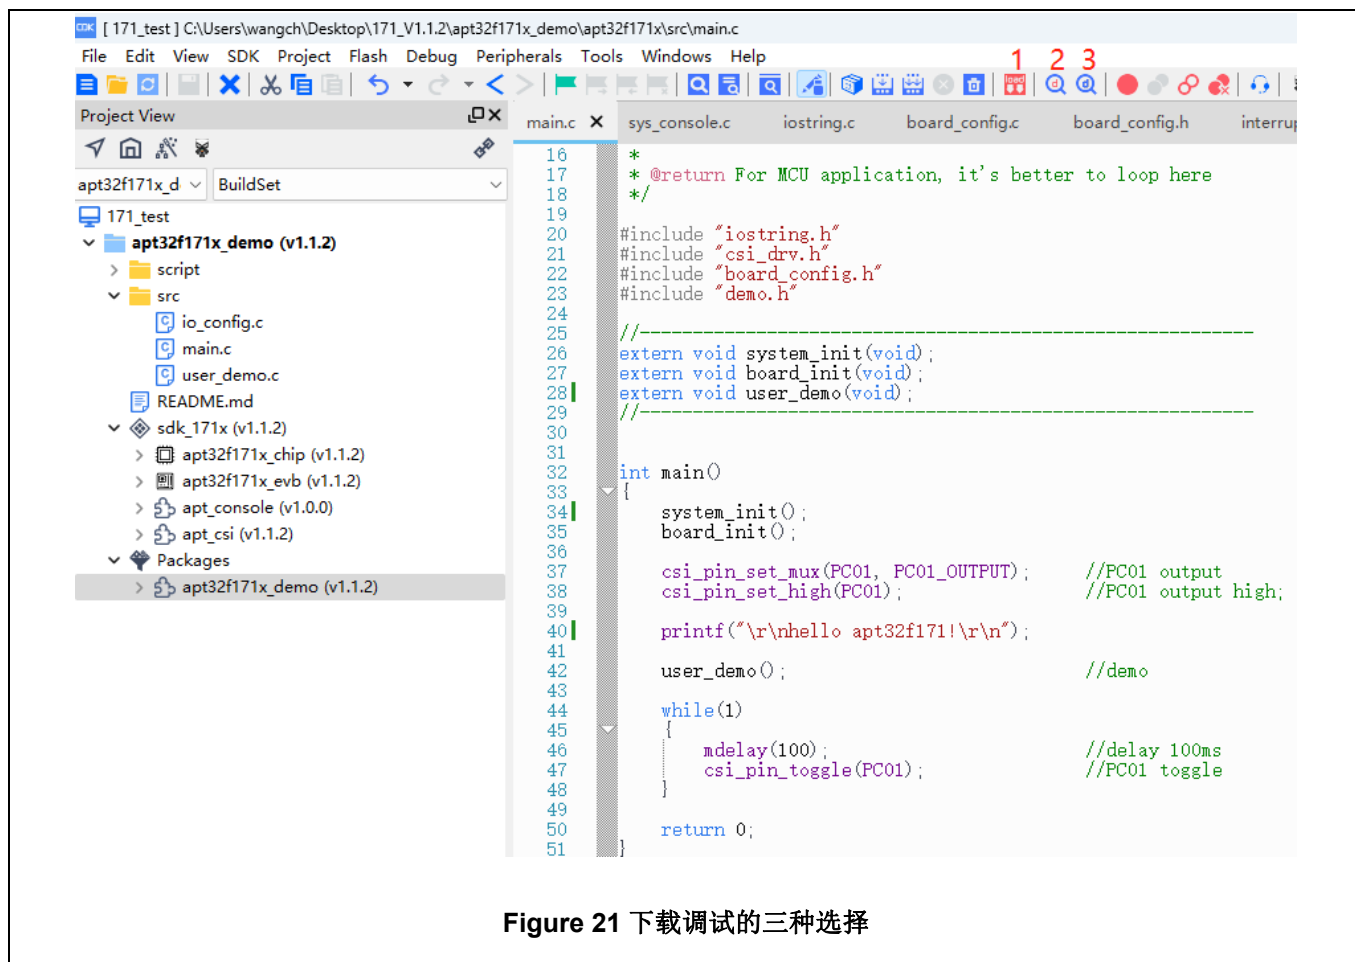 CDK [ 171_test ] C:\Users\wangch\Desktop\171_V1.1.2\apt32f171x_demo\apt32f171x\src\main.c
File Edit View SDK Project Flash Debug Peripherals Tools Windows Help
1 2 3
load d d
Project View
main.c sys_console.c iostring.c board_config.c board_config.h interrup
apt32f171x_d BuildSet
171_test
apt32f171x_demo (v1.1.2)
script
src
io_config.c
main.c
user_demo.c
README.md
sdk_171x (v1.1.2)
apt32f171x_chip (v1.1.2)
apt32f171x_evb (v1.1.2)
apt_console (v1.0.0)
apt_csi (v1.1.2)
Packages
apt32f171x_demo (v1.1.2)
16 *
17 * @return For MCU application, it's better to loop here
18 */
19
20 #include "iostring.h"
21 #include "csi_drv.h"
22 #include "board_config.h"
23 #include "demo.h"
24
25 //----------------------------------------------------------
26 extern void system_init(void);
27 extern void board_init(void);
28 extern void user_demo(void);
29 //----------------------------------------------------------
30
31
32 int main()
33 {
34 system_init();
35 board_init();
36
37 csi_pin_set_mux(PC01, PC01_OUTPUT); //PC01 output
38 csi_pin_set_high(PC01); //PC01 output high;
39
40 printf("\r\nhello apt32f171!\r\n");
41
42 user_demo(); //demo
43
44 while(1)
45 {
46 mdelay(100); //delay 100ms
47 csi_pin_toggle(PC01); //PC01 toggle
48 }
49
50 return 0;
51 }
Figure 21 下载调试的三种选择